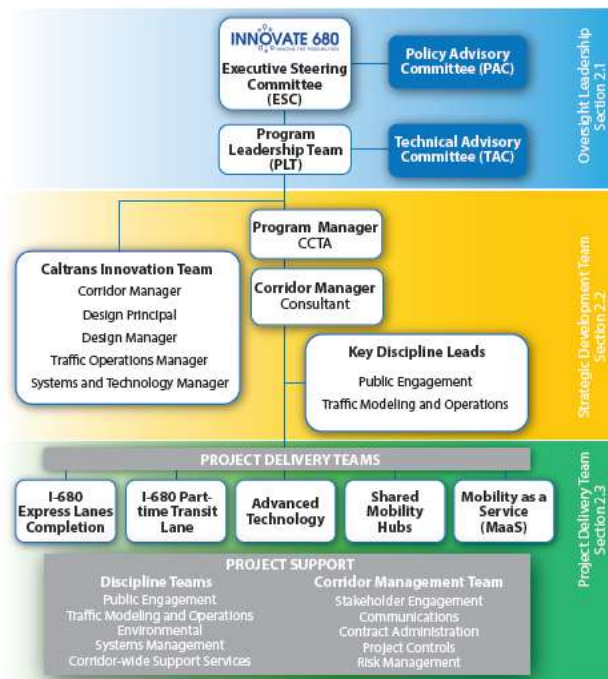 INNOVATE 680
Executive Steering
Committee
(ESC)
Policy Advisory
Committee (PAC)
Program
Leadership Team
(PLT)
Technical Advisory
Committee (TAC)
Oversight Leadership
Section 2.1
Program Manager
CCTA
Caltrans Innovation Team
Corridor Manager
Design Principal
Design Manager
Traffic Operations Manager
Systems and Technology Manager
Corridor Manager
Consultant
Key Discipline Leads
Public Engagement
Traffic Modeling and Operations
Strategic Development Team
Section 2.2
PROJECT DELIVERY TEAMS
I-680
Express Lanes
Completion
I-680 Part-
time Transit
Lane
Advanced
Technology
Shared
Mobility
Hubs
Mobility as a
Service
(MaaS)
PROJECT SUPPORT
Discipline Teams
Public Engagement
Traffic Modeling and Operations
Environmental
Systems Management
Corridor-wide Support Services
Corridor Management Team
Stakeholder Engagement
Communications
Contract Administration
Project Controls
Risk Management
Project Delivery Team
Section 2.3